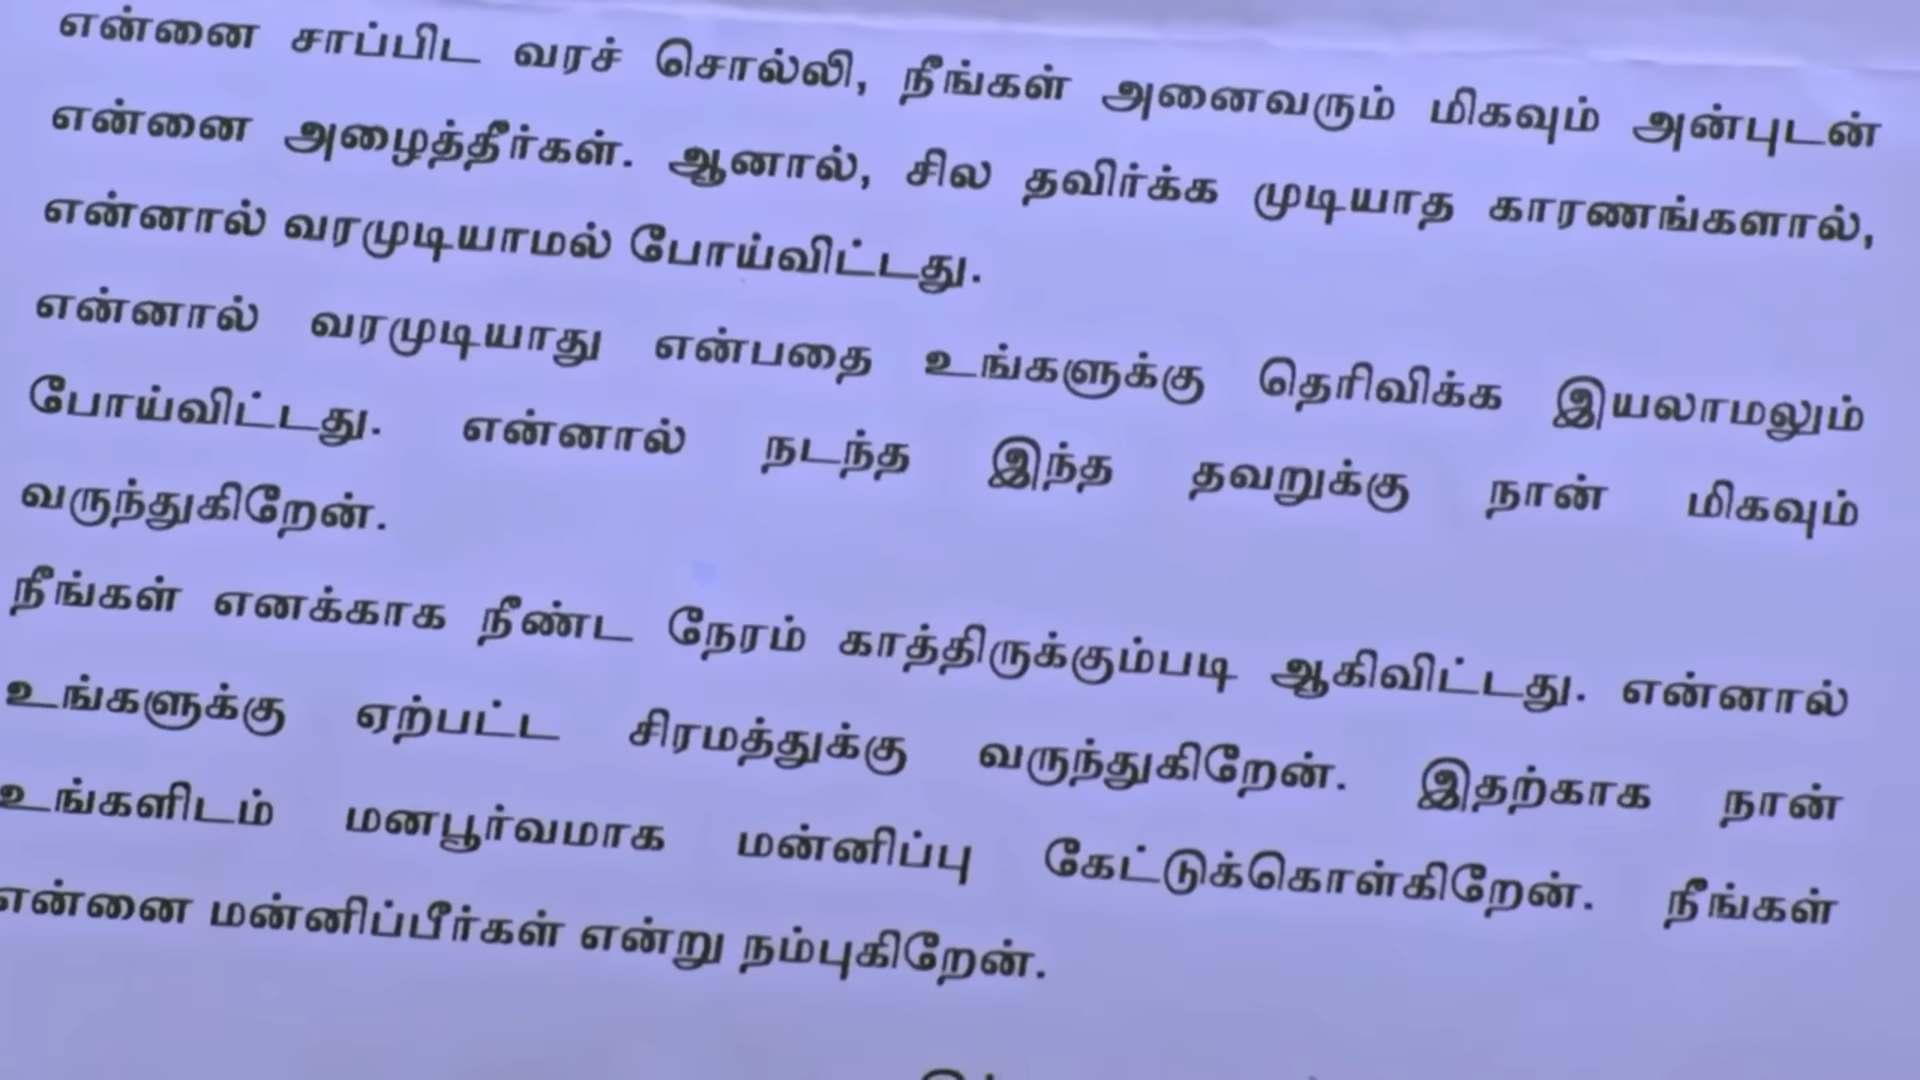 என்னை சாப்பிட வரச் சொல்லி, நீங்கள் அனைவரும் மிகவும் அன்புடன்
என்னை அழைத்தீர்கள். ஆனால், சில தவிர்க்க முடியாத காரணங்களால்,
என்னால் வரமுடியாமல் போய்விட்டது.
என்னால் வரமுடியாது என்பதை உங்களுக்கு தெரிவிக்க இயலாமலும்
போய்விட்டது. என்னால் நடந்த இந்த தவறுக்கு நான் மிகவும்
வருந்துகிறேன்.
நீங்கள் எனக்காக நீண்ட நேரம் காத்திருக்கும்படி ஆகிவிட்டது. என்னால்
உங்களுக்கு ஏற்பட்ட சிரமத்துக்கு வருந்துகிறேன். இதற்காக நான்
உங்களிடம் மனபூர்வமாக மன்னிப்பு கேட்டுக்கொள்கிறேன். நீங்கள்
என்னை மன்னிப்பீர்கள் என்று நம்புகிறேன்.